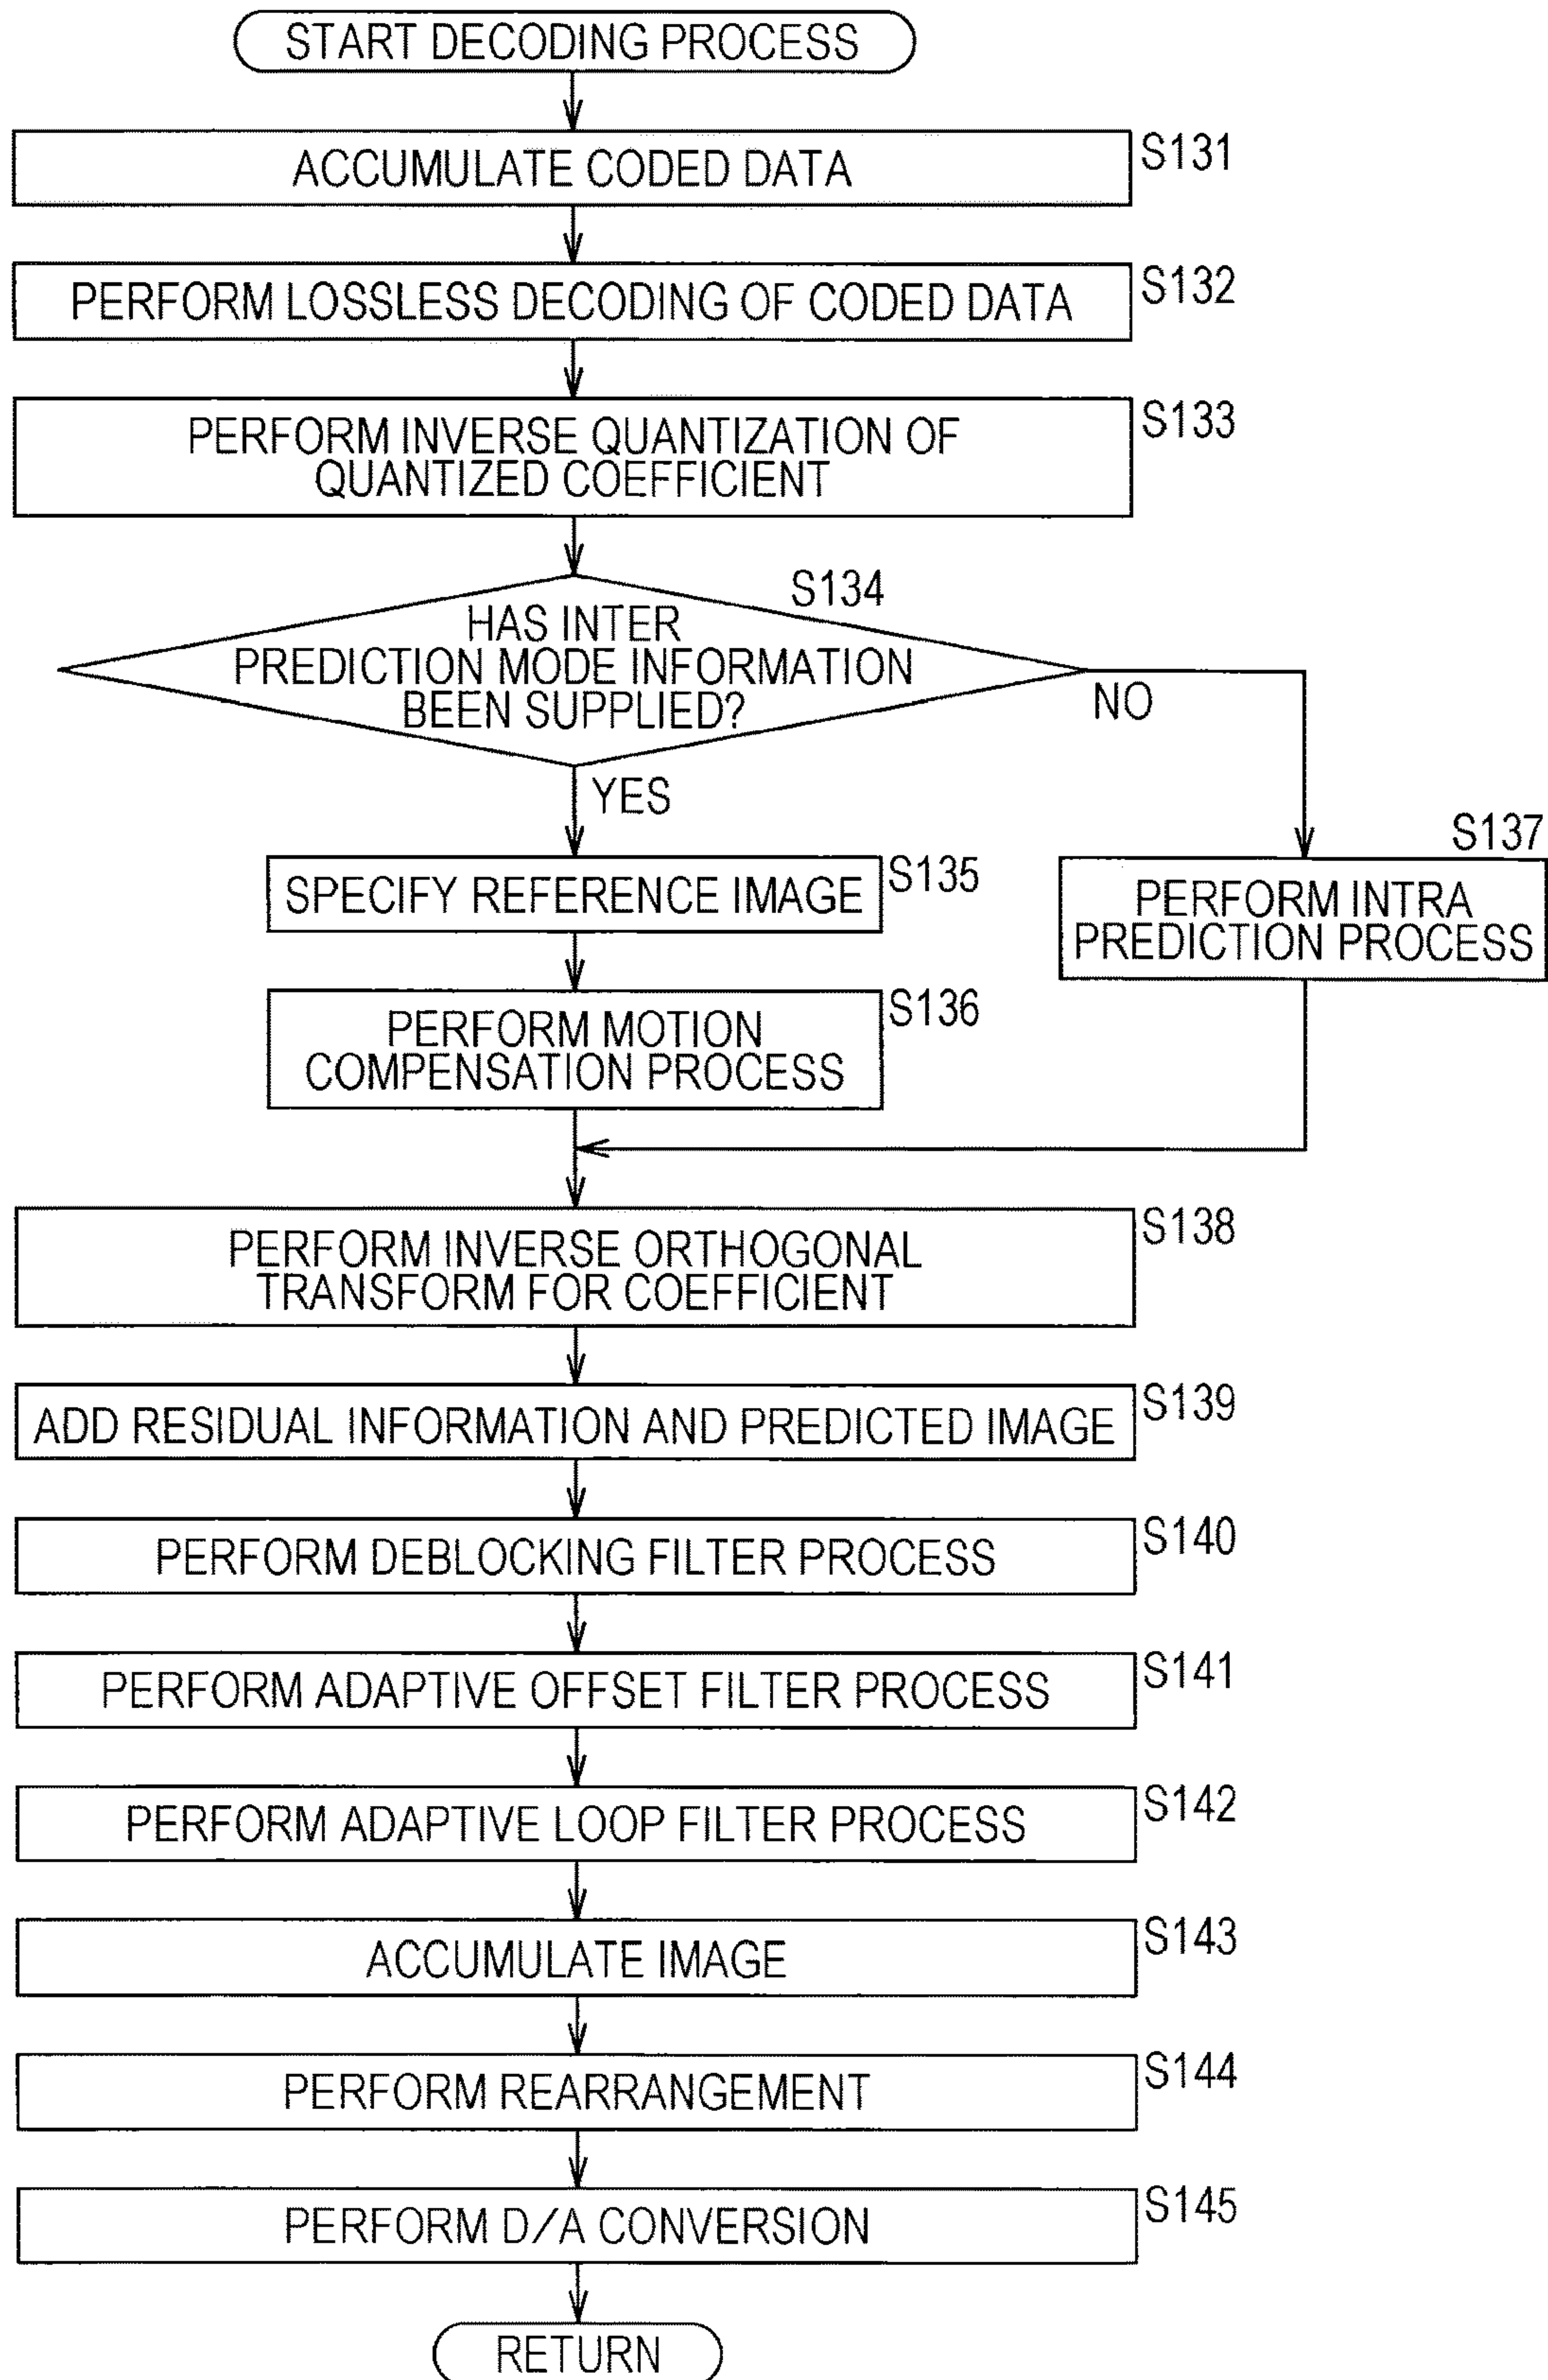 START DECODING PROCESS
ACCUMULATE CODED DATA
S131
PERFORM LOSSLESS DECODING OF CODED DATA
S132
PERFORM INVERSE QUANTIZATION OF
QUANTIZED COEFFICIENT
S133
S134
HAS INTER
PREDICTION MODE INFORMATION
BEEN SUPPLIED?
NO
YES
SPECIFY REFERENCE IMAGE
S135
S137
PERFORM INTRA
PREDICTION PROCESS
PERFORM MOTION
COMPENSATION PROCESS
S136
PERFORM INVERSE ORTHOGONAL
TRANSFORM FOR COEFFICIENT
S138
ADD RESIDUAL INFORMATION AND PREDICTED IMAGE
S139
PERFORM DEBLOCKING FILTER PROCESS
S140
PERFORM ADAPTIVE OFFSET FILTER PROCESS
S141
PERFORM ADAPTIVE LOOP FILTER PROCESS
S142
ACCUMULATE IMAGE
S143
PERFORM REARRANGEMENT
S144
PERFORM D/A CONVERSION
S145
RETURN